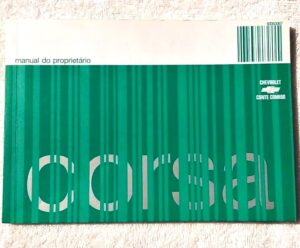 manual do proprietário
CHEVROLET
CONTE COMIGO
corsa